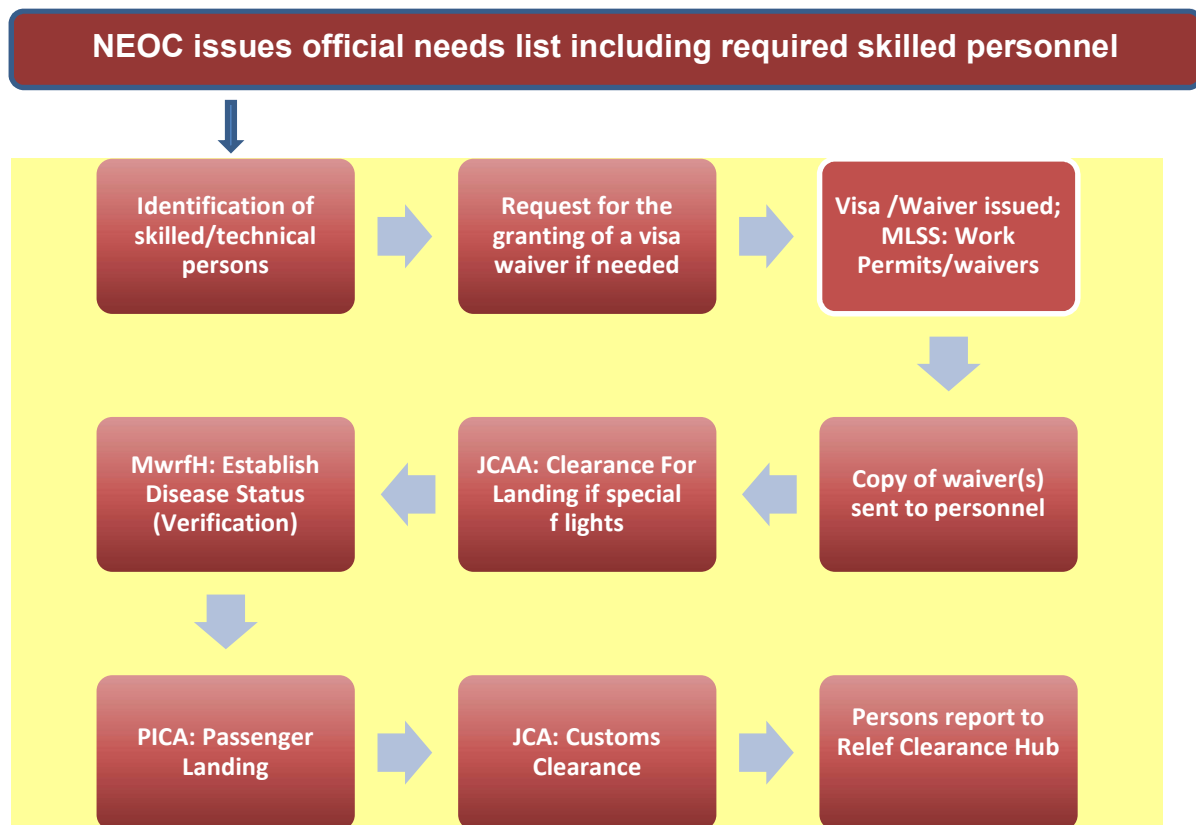 NEOC issues official needs list including required skilled personnel
Identification of
skilled/technical
persons
Request for the
granting of a visa
waiver if needed
Visa /Waiver issued;
MLSS: Work
Permits/waivers
Copy of waiver(s)
sent to personnel
JCAA: Clearance For
Landing if special
f lights
MwrfH: Establish
Disease Status
(Verification)
PICA: Passenger
Landing
JCA: Customs
Clearance
Persons report to
Relef Clearance Hub